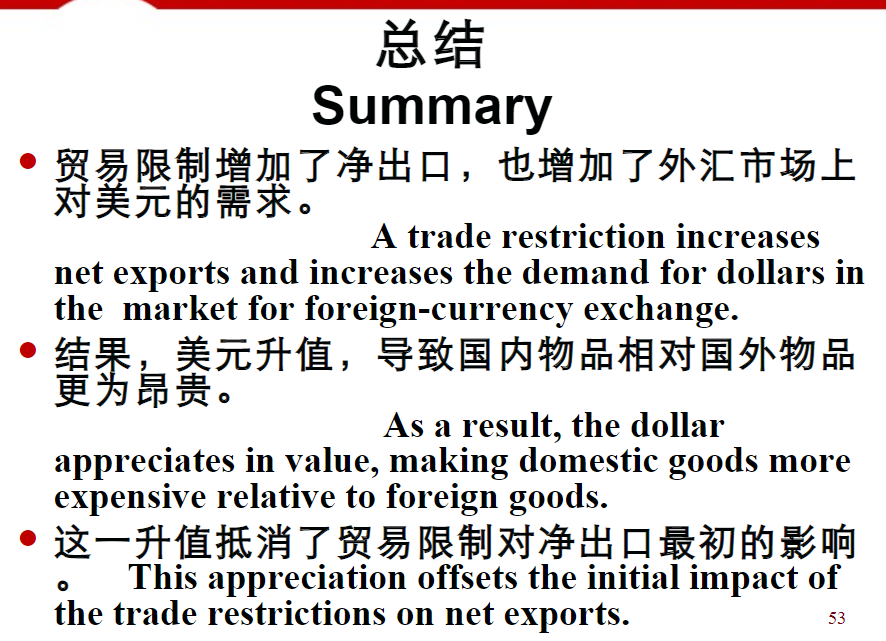 总结
Summary
贸易限制增加了净出口，也增加了外汇市场上
对美元的需求。
A trade restriction increases
net exports and increases the demand for dollars in
the market for foreign-currency exchange.
结果，美元升值，导致国内物品相对国外物品
更为昂贵。
As a result, the dollar
appreciates in value, making domestic goods more
expensive relative to foreign goods.
这一升值抵消了贸易限制对净出口最初的影响
。 This appreciation offsets the initial impact of
the trade restrictions on net exports.
53